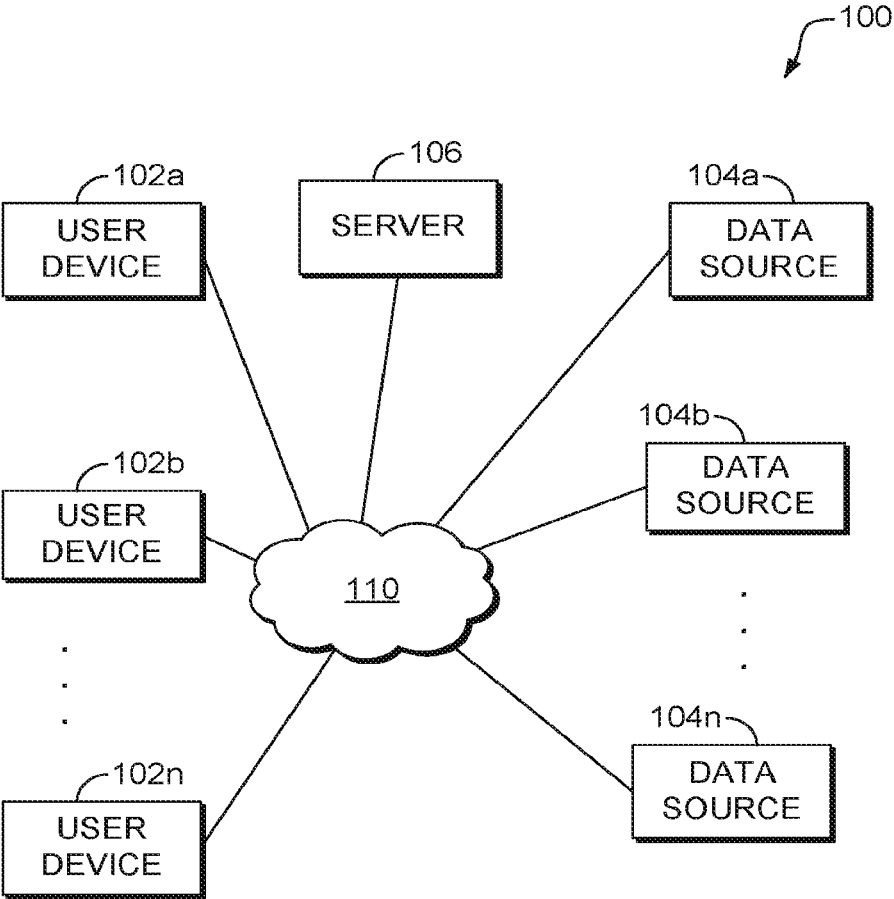 100
106
102a
104a
USER
DEVICE
SERVER
DATA
SOURCE
104b
102b
DATA
SOURCE
USER
DEVICE
110
104n
102n
DATA
SOURCE
USER
DEVICE